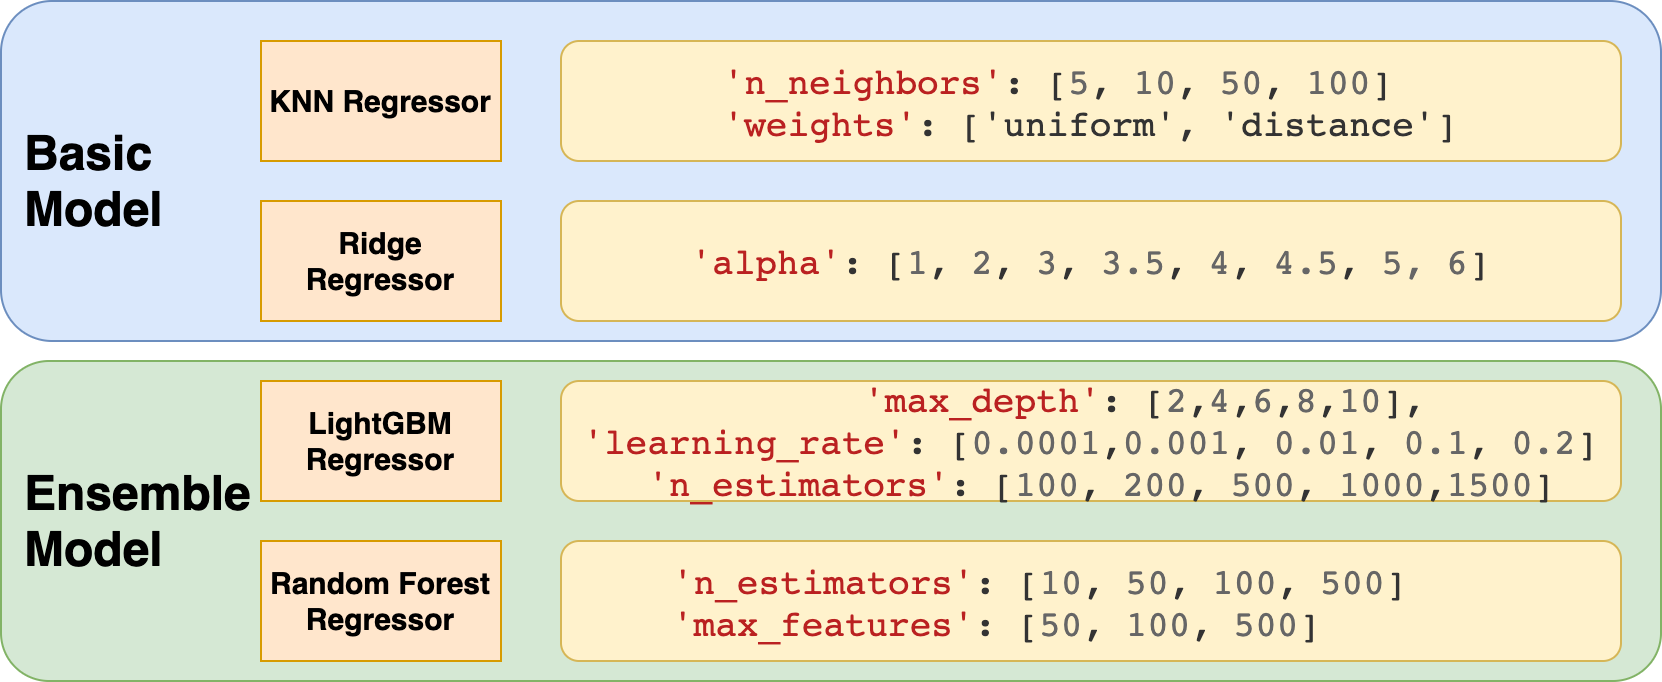 Basic
Model
KNN Regressor
'n_neighbors': [5, 10, 50, 100]
'weights': ['uniform', 'distance']
Ridge
Regressor
'alpha': [1, 2, 3, 3.5, 4, 4.5, 5, 6]
Ensemble
Model
LightGBM
Regressor
'max_depth': [2,4,6,8,10],
'learning_rate': [0.0001,0.001, 0.01, 0.1, 0.2]
'n_estimators': [100, 200, 500, 1000,1500]
Random Forest
Regressor
'n_estimators': [10, 50, 100, 500]
'max_features': [50, 100, 500]